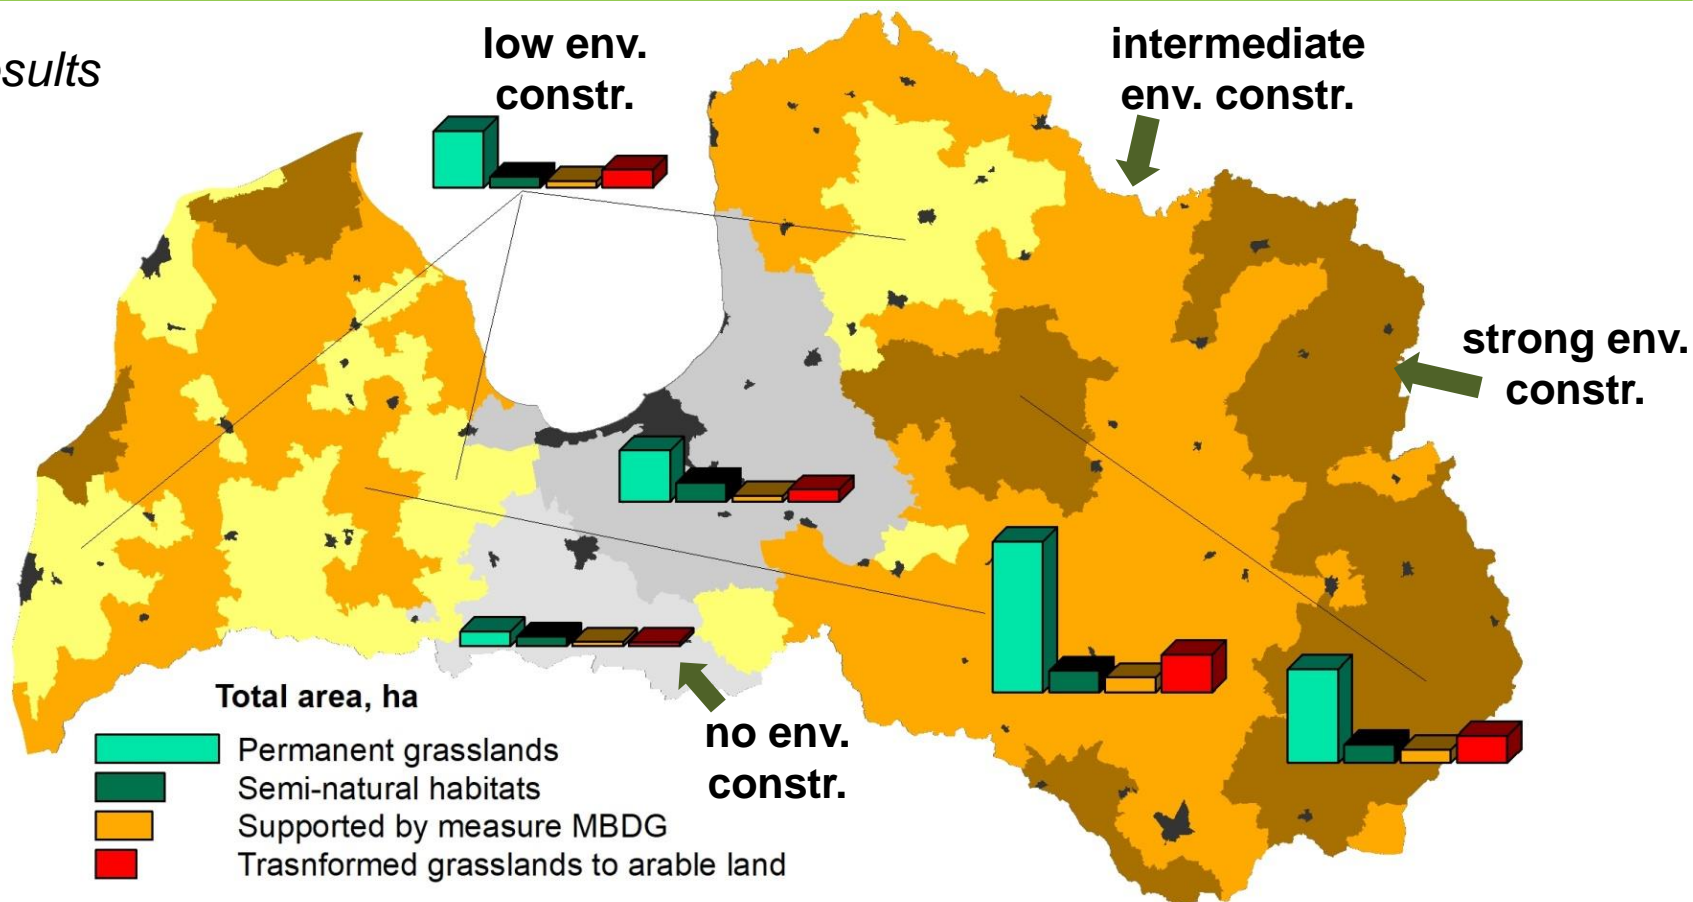 low env.
constr.
intermediate
env. constr.
strong env.
constr.
no env.
constr.
Total area, ha
Permanent grasslands
Semi-natural habitats
Supported by measure MBDG
Trasnformed grasslands to arable land